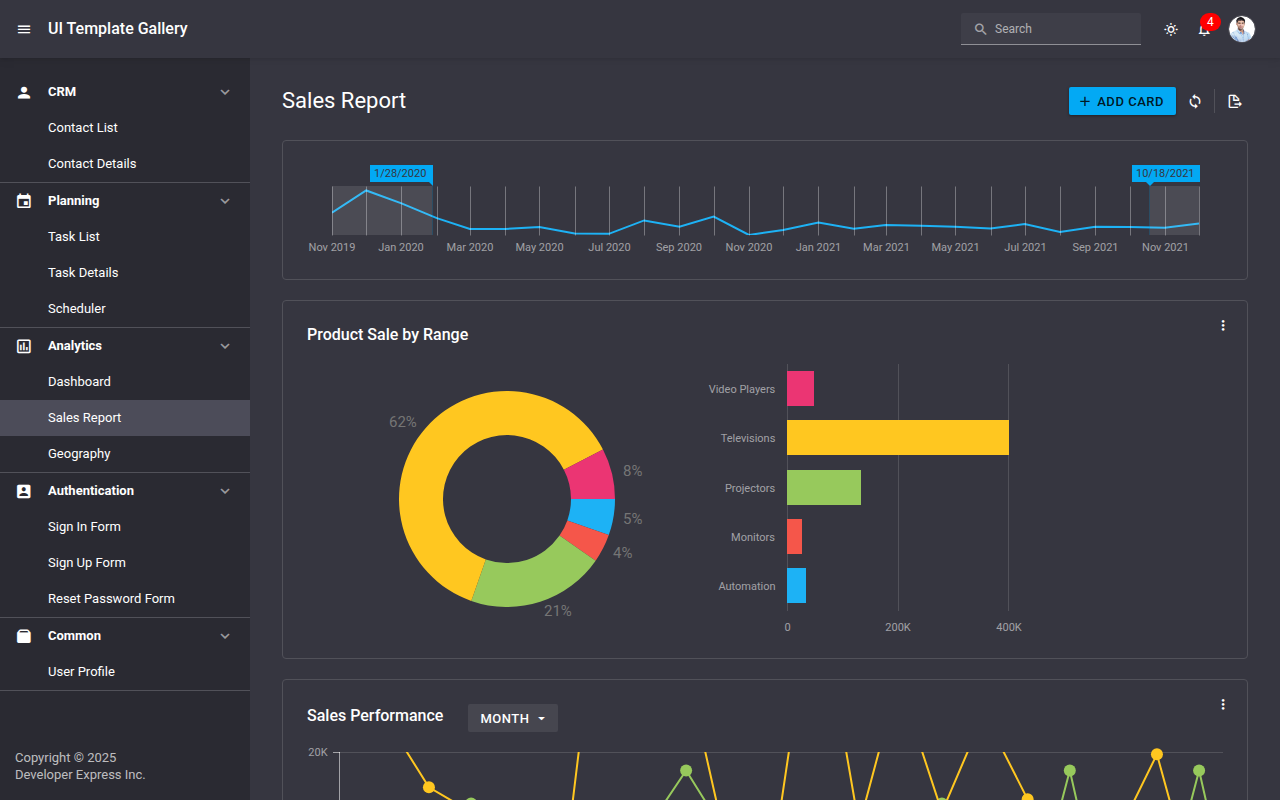 UI Template Gallery
Search
4
CRM
Contact List
Contact Details
Planning
Task List
Task Details
Scheduler
Analytics
Dashboard
Sales Report
Geography
Authentication
Sign In Form
Sign Up Form
Reset Password Form
Common
User Profile
Copyright © 2025
Developer Express Inc.
Sales Report
ADD CARD
1/28/2020
10/18/2021
Nov 2019 Jan 2020 Mar 2020 May 2020 Jul 2020 Sep 2020 Nov 2020 Jan 2021 Mar 2021 May 2021 Jul 2021 Sep 2021 Nov 2021
Product Sale by Range
62%
8%
5%
4%
21%
Video Players
Televisions
Projectors
Monitors
Automation
0 200K 400K
Sales Performance
MONTH
20K